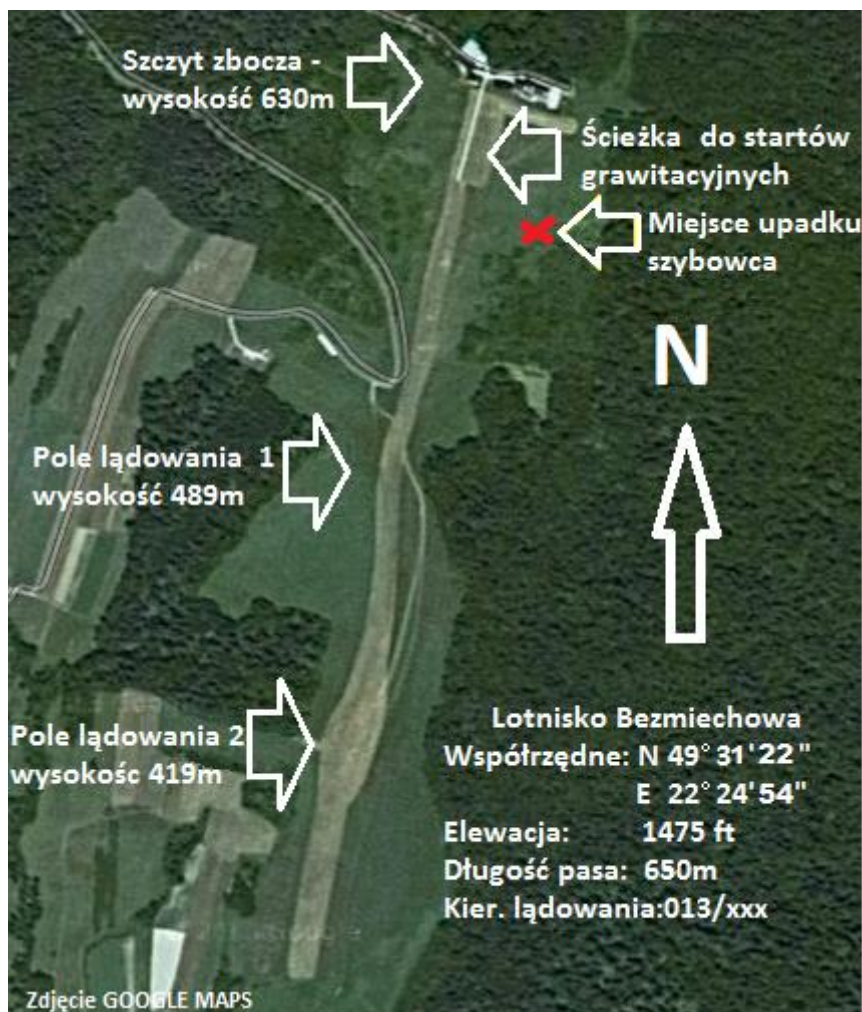 Szczyt zbocza -
wysokość 630m
Ścieżka do startów
grawitacyjnych
Miejsce upadku
szybowca
N
Pole lądowania 1
wysokość 489m
Pole lądowania 2
wysokośc 419m
Lotnisko Bezmiechowa
Współrzędne: N 49° 31'22"
E 22° 24'54"
Elewacja: 1475 ft
Długość pasa: 650m
Kier. lądowania:013/xxx
Zdjęcie GOOGLE MAPS